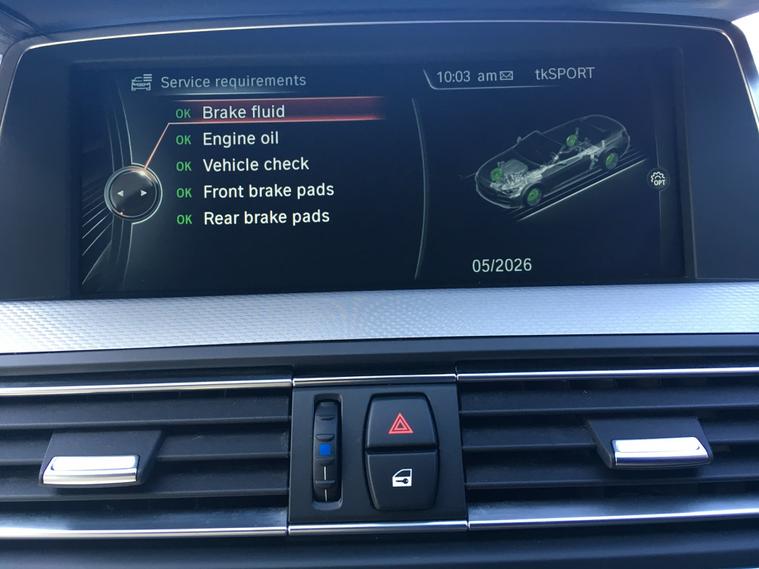 Service requirements
10:03 am tkSPORT
OK Brake fluid
OK Engine oil
OK Vehicle check
OK Front brake pads
OK Rear brake pads
OPT
05/2026